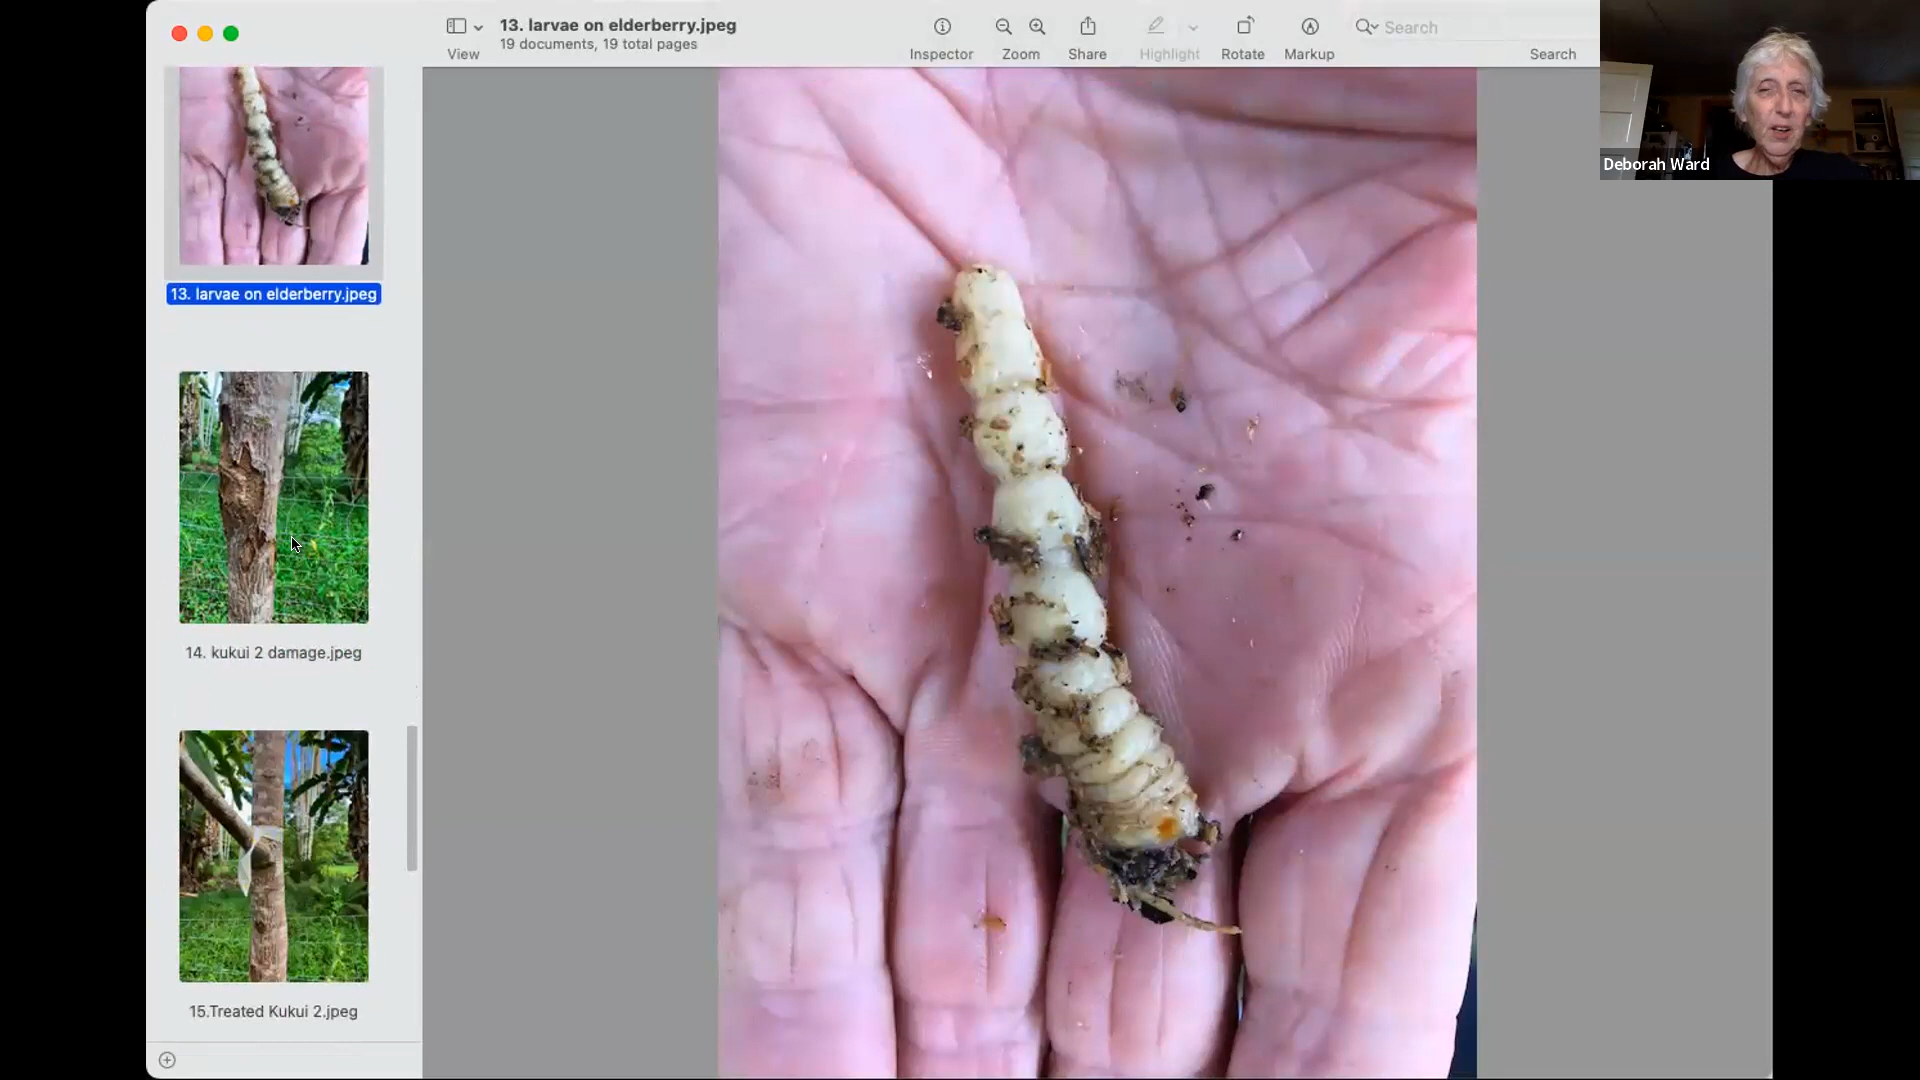 13. larvae on elderberry.jpeg
19 documents, 19 total pages
View
Inspector
Zoom
Share
Highlight
Rotate
Markup
Search
Search
Deborah Ward
13. larvae on elderberry.jpeg
14. kukui 2 damage.jpeg
15.Treated Kukui 2.jpeg